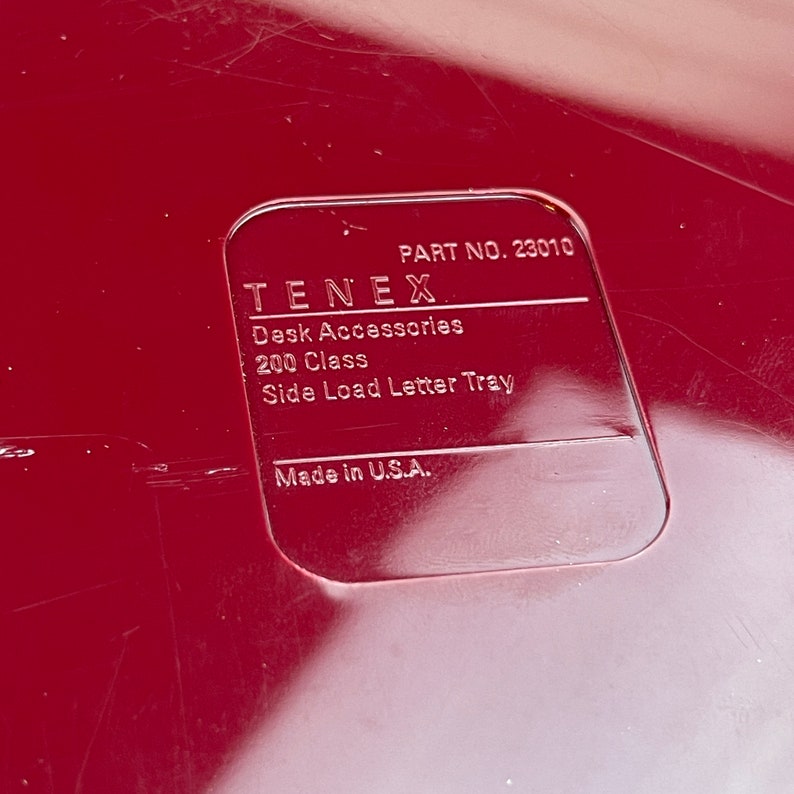 PART NO. 23010
TENEX
Desk Accessories
200 Class
Side Load Letter Tray
Made in U.S.A.